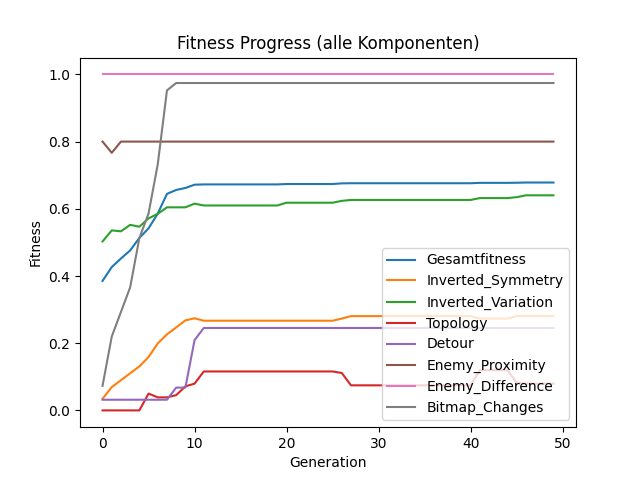 Fitness Progress (alle Komponenten)
Fitness
1.0
0.8
0.6
0.4
0.2
0.0
Gesamtfitness
Inverted_Symmetry
Inverted_Variation
Topology
Detour
Enemy_Proximity
Enemy_Difference
Bitmap_Changes
0 10 20 30 40 50
Generation